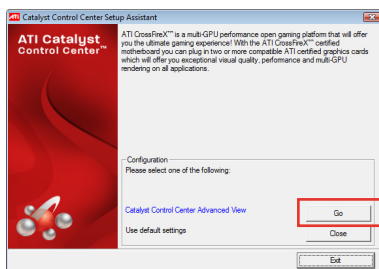 ATI Catalyst Control Center Setup Assistant
ATI Catalyst
Control Center™
ATI CrossFireX™ is a multi-GPU performance open gaming platform that will offer
you the ultimate gaming experience! With the ATI CrossFireX™ certified
motherboard you can plug in two or more compatible ATI certified graphics cards
which will offer you exceptional visual quality, performance and multi-GPU
rendering on all applications.
Configuration
Please select one of the following:
Catalyst Control Center Advanced View
Go
Use default settings
Close
Exit